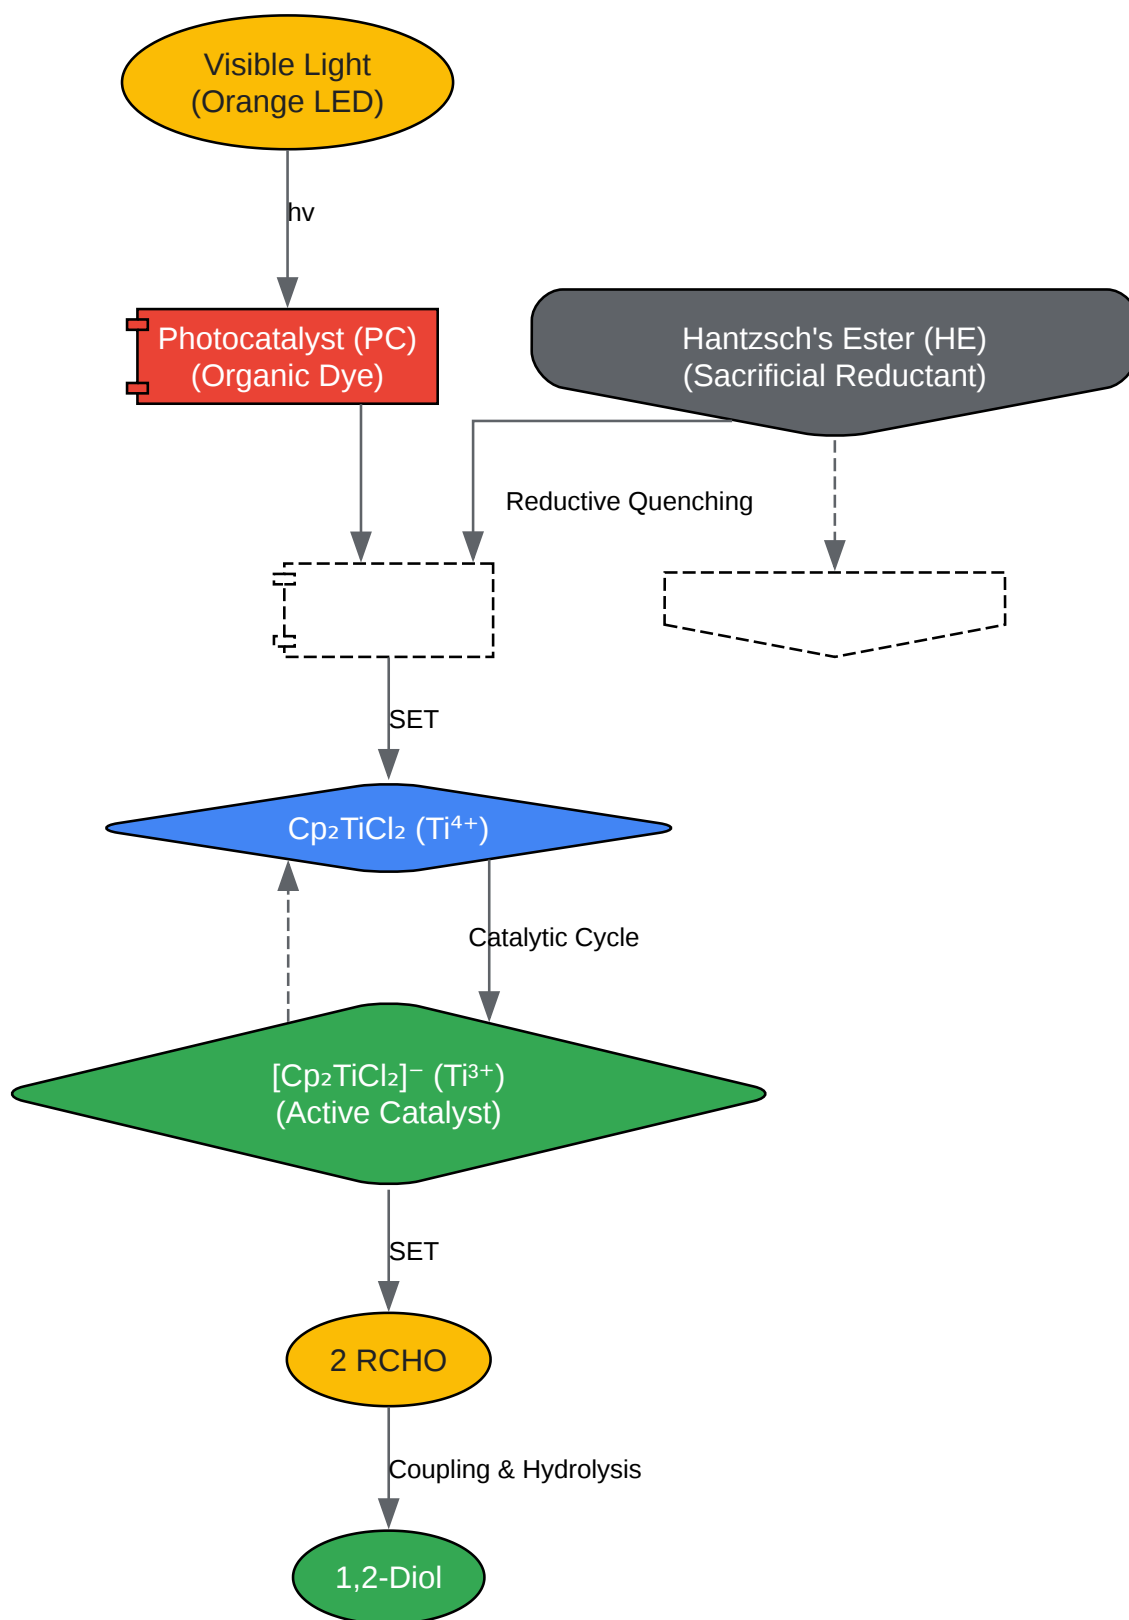 Visible Light
(Orange LED)
hv
Photocatalyst (PC)
(Organic Dye)
Hantzsch's Ester (HE)
(Sacrificial Reductant)
Reductive Quenching
SET
Cp₂TiCl₂ (Ti⁴⁺)
Catalytic Cycle
[Cp₂TiCl₂]⁻ (Ti³⁺)
(Active Catalyst)
SET
2 RCHO
Coupling & Hydrolysis
1,2-Diol